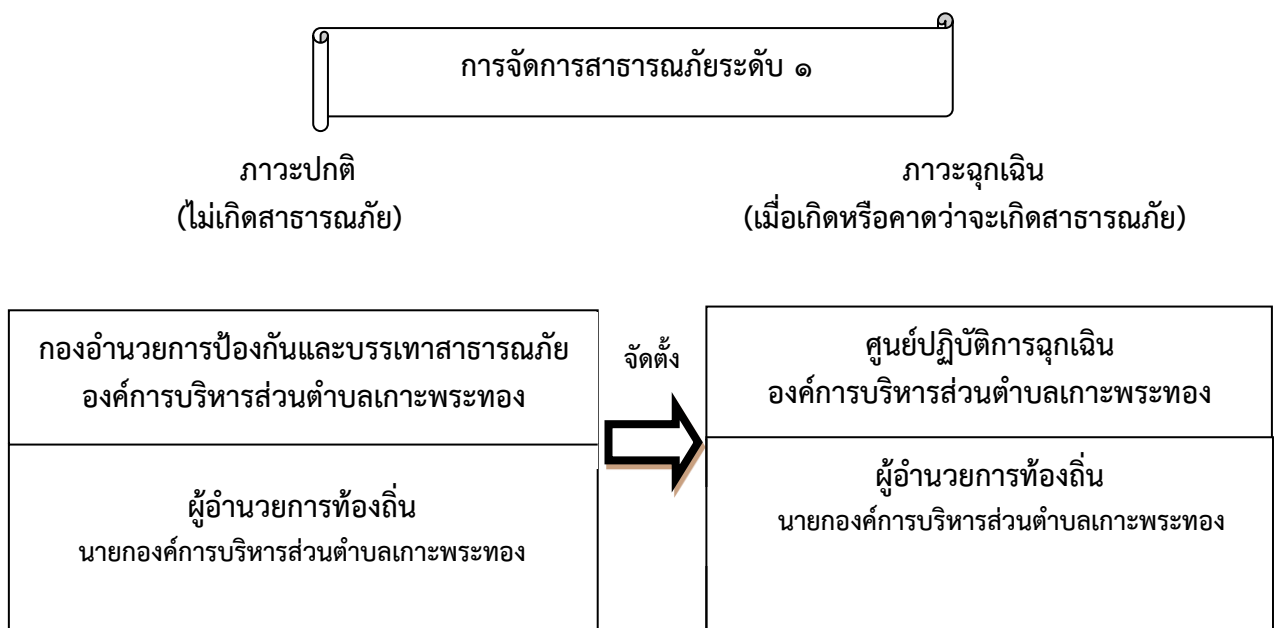 การจัดการสาธารณภัยระดับ ๑
ภาวะปกติ
(ไม่เกิดสาธารณภัย)
ภาวะฉุกเฉิน
(เมื่อเกิดหรือคาดว่าจะเกิดสาธารณภัย)
กองอำนวยการป้องกันและบรรเทาสาธารณภัย
องค์การบริหารส่วนตำบลเกาะพระทอง
ผู้อำนวยการท้องถิ่น
นายกองค์การบริหารส่วนตำบลเกาะพระทอง
จัดตั้ง
ศูนย์ปฏิบัติการฉุกเฉิน
องค์การบริหารส่วนตำบลเกาะพระทอง
ผู้อำนวยการท้องถิ่น
นายกองค์การบริหารส่วนตำบลเกาะพระทอง